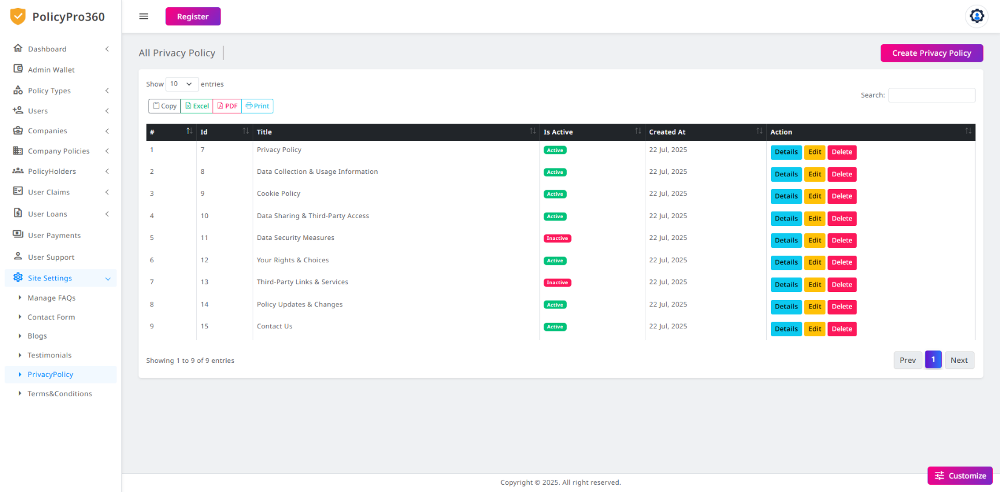 PolicyPro360
Register
Dashboard
Admin Wallet
Policy Types
Users
Companies
Company Policies
PolicyHolders
User Claims
User Loans
User Payments
User Support
Site Settings
Manage FAQs
Contact Form
Blogs
Testimonials
PrivacyPolicy
Terms&Conditions
All Privacy Policy
Create Privacy Policy
Show 10 entries
Search:
Copy Excel PDF Print
# Id Title Is Active Created At Action
1 7 Privacy Policy Active 22 Jul, 2025 Details Edit Delete
2 8 Data Collection & Usage Information Active 22 Jul, 2025 Details Edit Delete
3 9 Cookie Policy Active 22 Jul, 2025 Details Edit Delete
4 10 Data Sharing & Third-Party Access Active 22 Jul, 2025 Details Edit Delete
5 11 Data Security Measures Inactive 22 Jul, 2025 Details Edit Delete
6 12 Your Rights & Choices Active 22 Jul, 2025 Details Edit Delete
7 13 Third-Party Links & Services Inactive 22 Jul, 2025 Details Edit Delete
8 14 Policy Updates & Changes Active 22 Jul, 2025 Details Edit Delete
9 15 Contact Us Active 22 Jul, 2025 Details Edit Delete
Showing 1 to 9 of 9 entries
Prev 1 Next
Customize
Copyright © 2025. All right reserved.